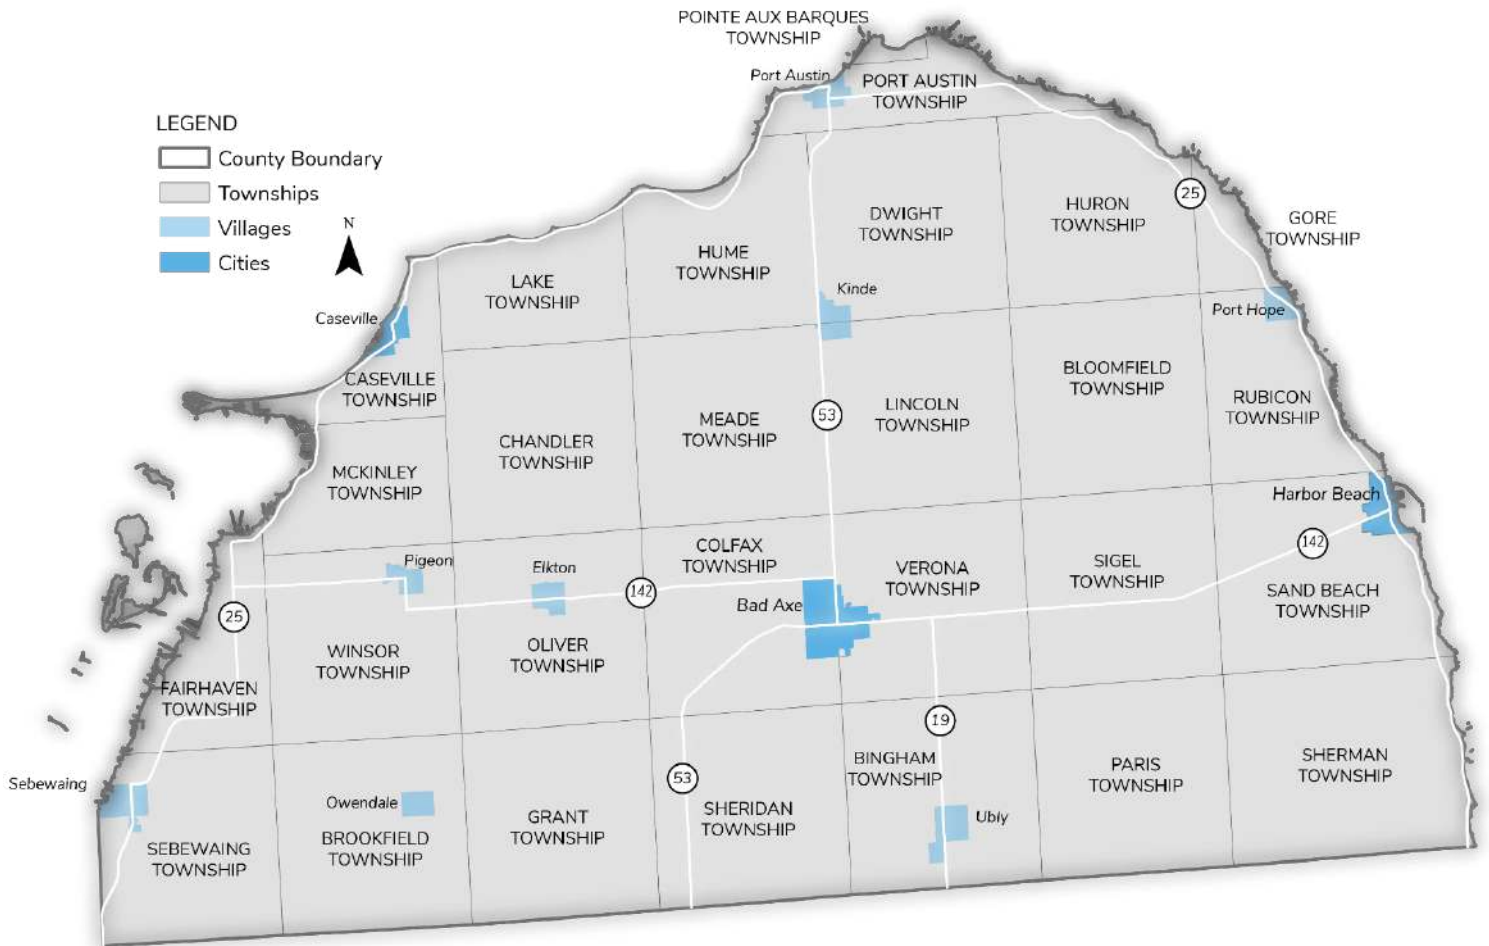 POINTE AUX BARQUES
TOWNSHIP
Port Austin
PORT AUSTIN
TOWNSHIP
LEGEND
County Boundary
Townships
Villages
Cities
N
25
HURON
TOWNSHIP
DWIGHT
TOWNSHIP
GORE
TOWNSHIP
HUME
TOWNSHIP
LAKE
TOWNSHIP
Kinde
Port Hope
Caseville
CASEVILLE
TOWNSHIP
BLOOMFIELD
TOWNSHIP
RUBICON
TOWNSHIP
MEADE
TOWNSHIP
53
LINCOLN
TOWNSHIP
CHANDLER
TOWNSHIP
MCKINLEY
TOWNSHIP
Harbor Beach
142
COLFAX
TOWNSHIP
Pigeon
Elkton
142
VERONA
TOWNSHIP
SIGEL
TOWNSHIP
SAND BEACH
TOWNSHIP
Bad Axe
25
WINSOR
TOWNSHIP
OLIVER
TOWNSHIP
FAIRHAVEN
TOWNSHIP
19
53
BINGHAM
TOWNSHIP
PARIS
TOWNSHIP
SHERMAN
TOWNSHIP
Sebewaing
Owendale
BROOKFIELD
TOWNSHIP
GRANT
TOWNSHIP
SHERIDAN
TOWNSHIP
Ubly
SEBEWAING
TOWNSHIP